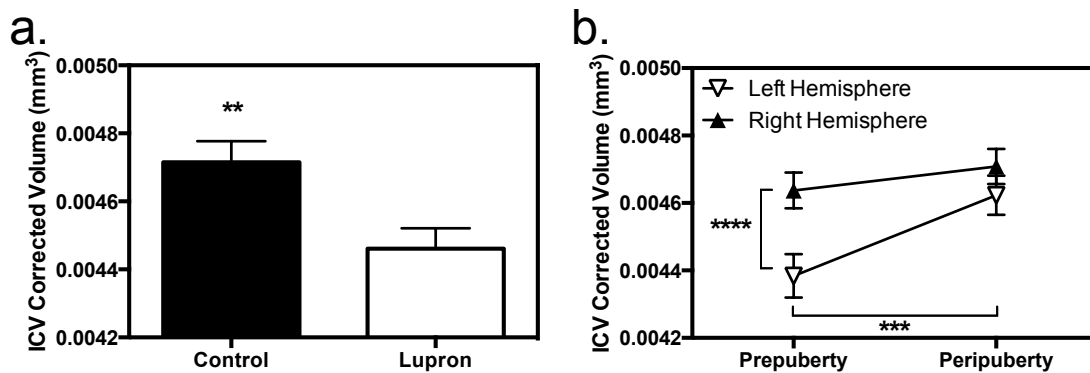 a.
ICV Corrected Volume (mm³)
0.0050
0.0048
0.0046
0.0044
0.0042
**
Control
Lupron
b.
ICV Corrected Volume (mm³)
0.0050
0.0048
0.0046
0.0044
0.0042
Left Hemisphere
Right Hemisphere
****
***
Prepuberty
Peripuberty